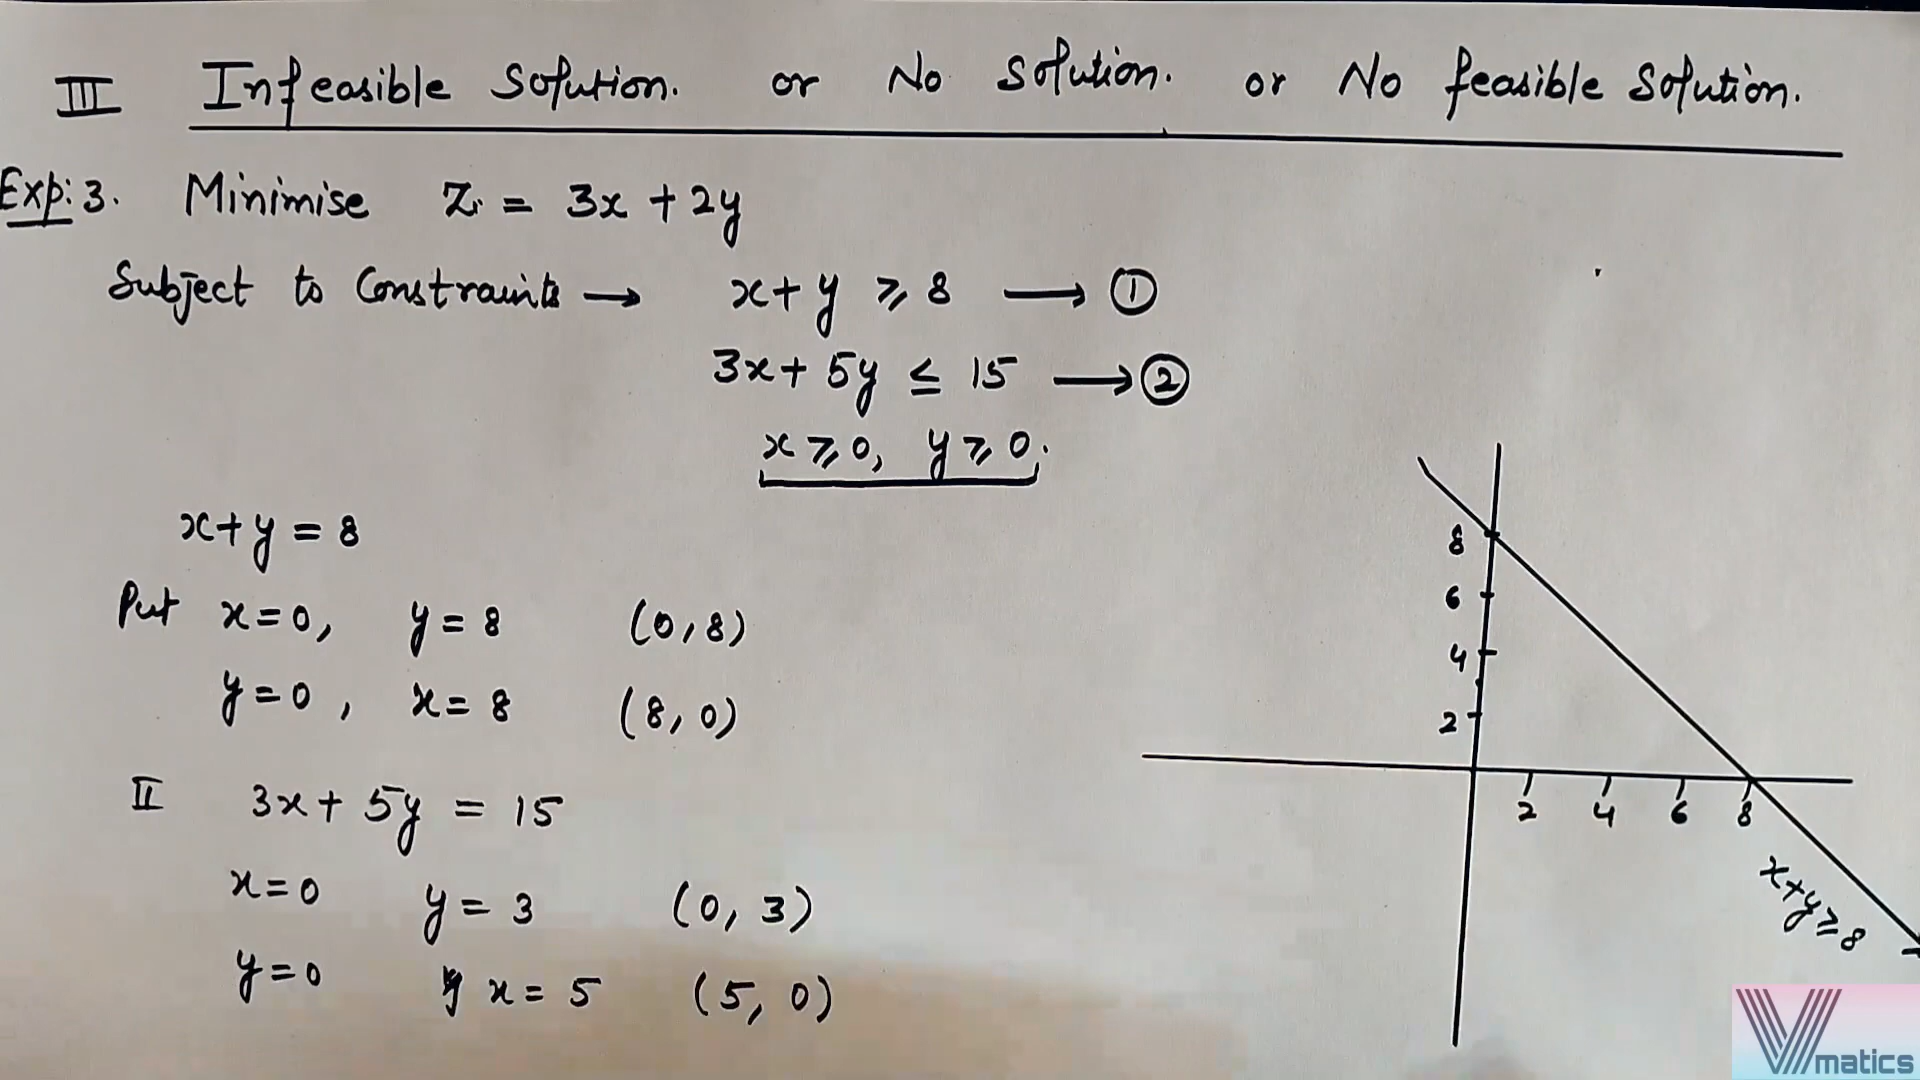 III Infeasible Solution. or No Solution. or No feasible Solution.
Exp: 3. Minimise Z = 3x + 2y
Subject to Constraints → x + y ≥ 8 → ①
3x + 5y ≤ 15 → ②
x ≥ 0, y ≥ 0.
x + y = 8
Put x = 0, y = 8 (0, 8)
y = 0, x = 8 (8, 0)
II 3x + 5y = 15
x = 0 y = 3 (0, 3)
y = 0 x = 5 (5, 0)
8
6
4
2
2 4 6 8
x + y ≥ 8
Vmatics